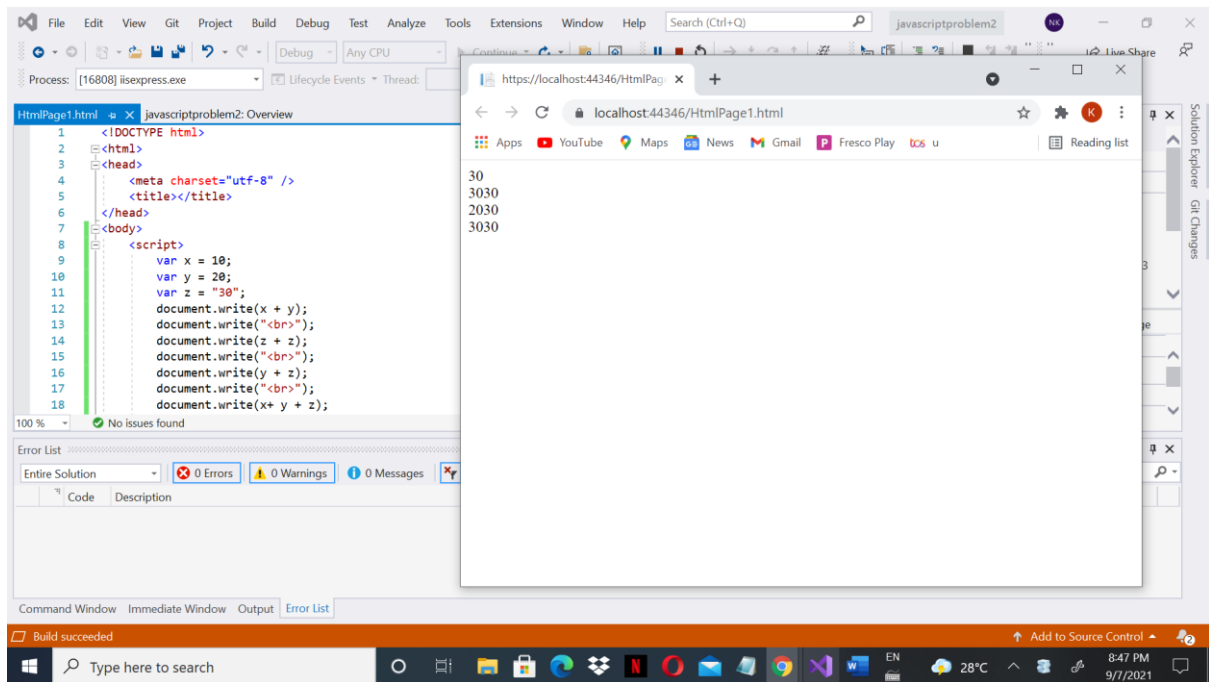 File Edit View Git Project Build Debug Test Analyze Tools Extensions Window Help Search (Ctrl+Q) javascriptproblem2 NK
Debug Any CPU Continue Live Share
Process: [16808] iisexpress.exe Lifecycle Events Thread:
HtmlPage1.html javascriptproblem2: Overview
1 <!DOCTYPE html>
2 <html>
3 <head>
4 <meta charset="utf-8" />
5 <title></title>
6 </head>
7 <body>
8 <script>
9 var x = 10;
10 var y = 20;
11 var z = "30";
12 document.write(x + y);
13 document.write("<br>");
14 document.write(z + z);
15 document.write("<br>");
16 document.write(y + z);
17 document.write("<br>");
18 document.write(x+ y + z);
100 % No issues found
Error List
Entire Solution 0 Errors 0 Warnings 0 Messages
Code Description
Command Window Immediate Window Output Error List
https://localhost:44346/HtmlPag
localhost:44346/HtmlPage1.html K
Apps YouTube Maps News Gmail Fresco Play tcs u Reading list
30
3030
2030
3030
Solution Explorer
Git Changes
Build succeeded Add to Source Control 2
Type here to search EN 28°C 8:47 PM
9/7/2021